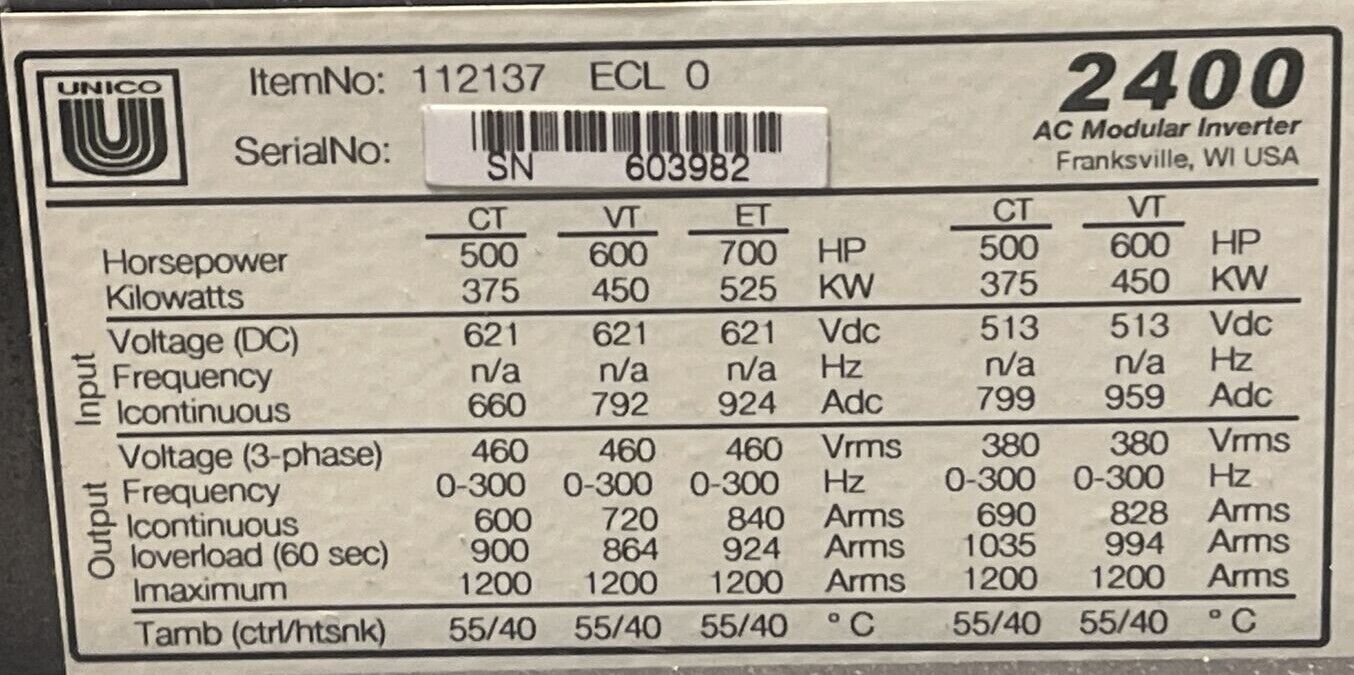 UNICO
ItemNo: 112137 ECL 0
SerialNo:
SN 603982
2400
AC Modular Inverter
Franksville, WI USA
CT VT ET CT VT
Horsepower 500 600 700 HP 500 600 HP
Kilowatts 375 450 525 KW 375 450 KW
Input
Voltage (DC) 621 621 621 Vdc 513 513 Vdc
Frequency n/a n/a n/a Hz n/a n/a Hz
Icontinuous 660 792 924 Adc 799 959 Adc
Output
Voltage (3-phase) 460 460 460 Vrms 380 380 Vrms
Frequency 0-300 0-300 0-300 Hz 0-300 0-300 Hz
Icontinuous 600 720 840 Arms 690 828 Arms
Ioverload (60 sec) 900 864 924 Arms 1035 994 Arms
Imaximum 1200 1200 1200 Arms 1200 1200 Arms
Tamb (ctrl/htsnk) 55/40 55/40 55/40 °C 55/40 55/40 °C